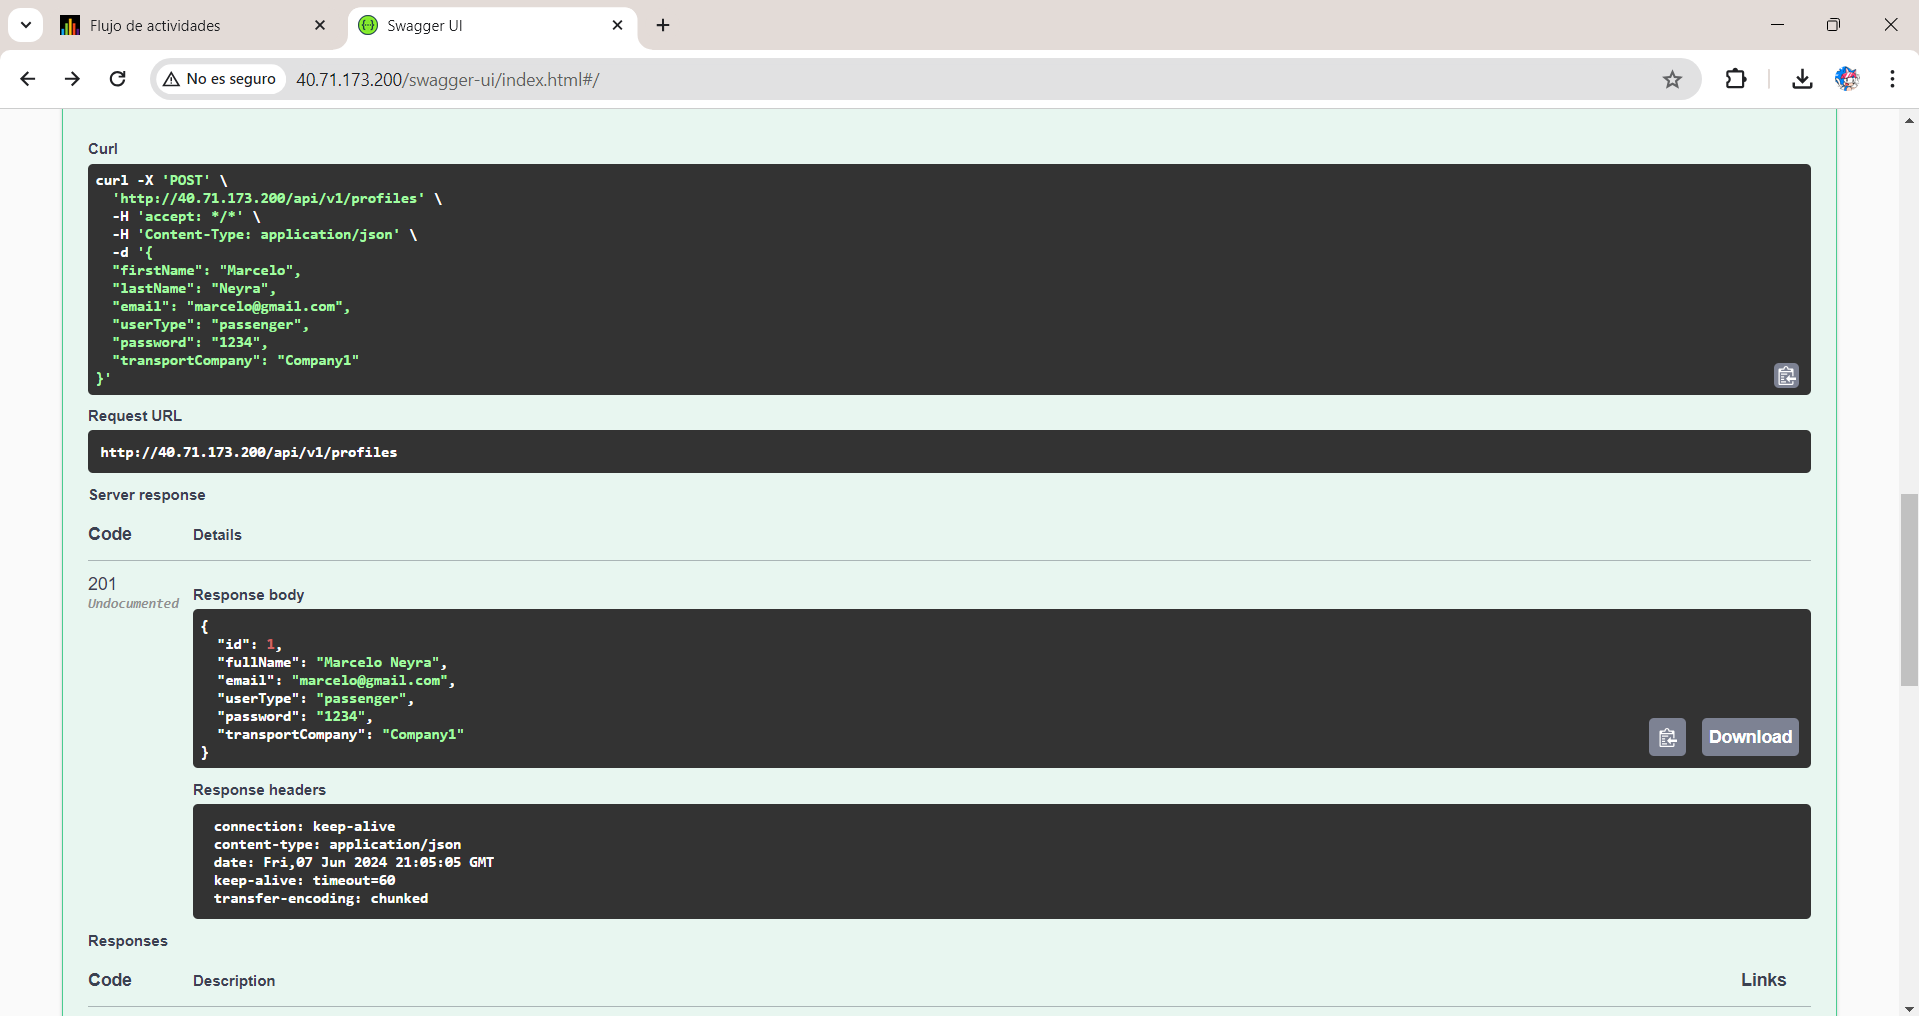 Flujo de actividades
Swagger UI
No es seguro
40.71.173.200/swagger-ui/index.html#/
Curl
curl -X 'POST' \
'http://40.71.173.200/api/v1/profiles' \
-H 'accept: */*' \
-H 'Content-Type: application/json' \
-d '{
"firstName": "Marcelo",
"lastName": "Neyra",
"email": "marcelo@gmail.com",
"userType": "passenger",
"password": "1234",
"transportCompany": "Company1"
}'
Request URL
http://40.71.173.200/api/v1/profiles
Server response
Code Details
201
Undocumented
Response body
{
"id": 1,
"fullName": "Marcelo Neyra",
"email": "marcelo@gmail.com",
"userType": "passenger",
"password": "1234",
"transportCompany": "Company1"
}
Download
Response headers
connection: keep-alive
content-type: application/json
date: Fri,07 Jun 2024 21:05:05 GMT
keep-alive: timeout=60
transfer-encoding: chunked
Responses
Code Description Links